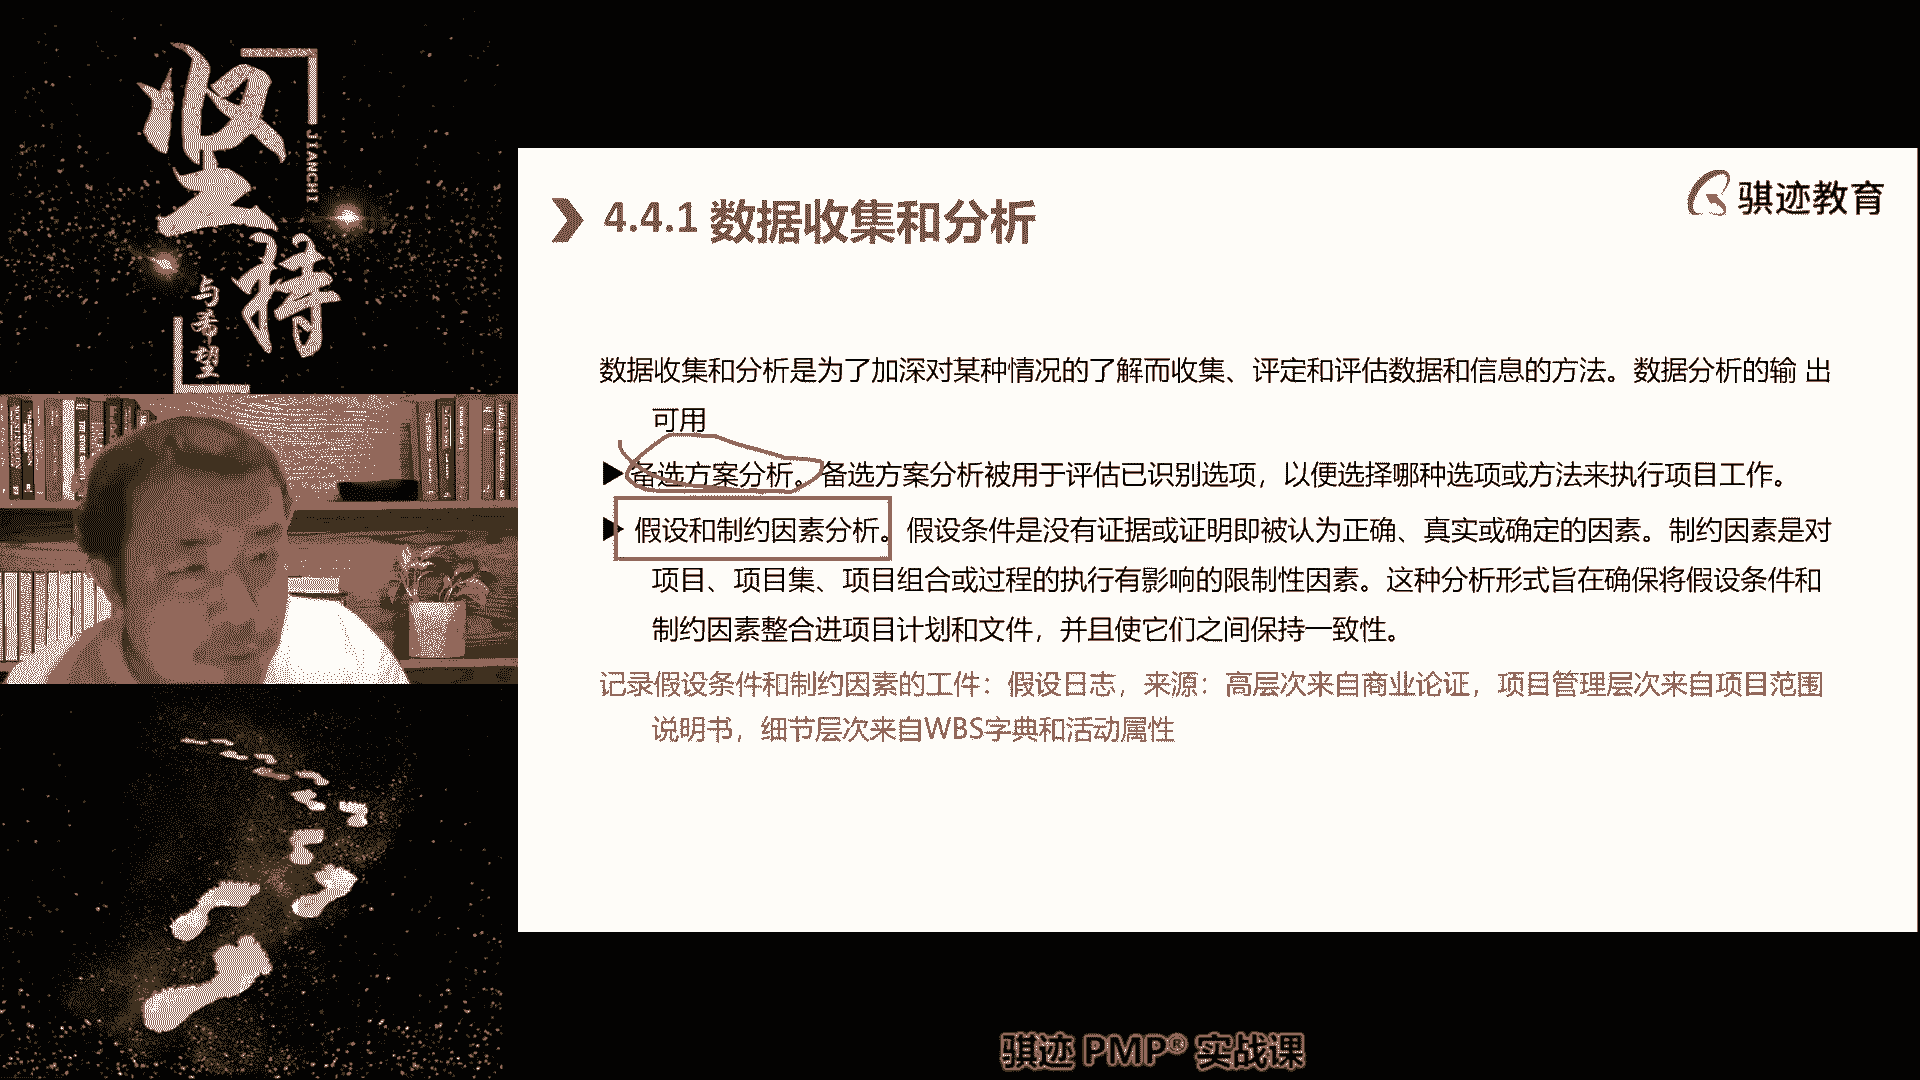 坚持
JIANCHI
与希望
骐迹教育
4.4.1 数据收集和分析
数据收集和分析是为了加深对某种情况的了解而收集、评定和评估数据和信息的方法。数据分析的输 出
可用
备选方案分析。备选方案分析被用于评估已识别选项，以便选择哪种选项或方法来执行项目工作。
假设和制约因素分析。假设条件是没有证据或证明即被认为正确、真实或确定的因素。制约因素是对
项目、项目集、项目组合或过程的执行有影响的限制性因素。这种分析形式旨在确保将假设条件和
制约因素整合进项目计划和文件，并且使它们之间保持一致性。
记录假设条件和制约因素的工件：假设日志，来源：高层次来自商业论证，项目管理层次来自项目范围
说明书，细节层次来自WBS字典和活动属性
骐迹 PMP® 实战课